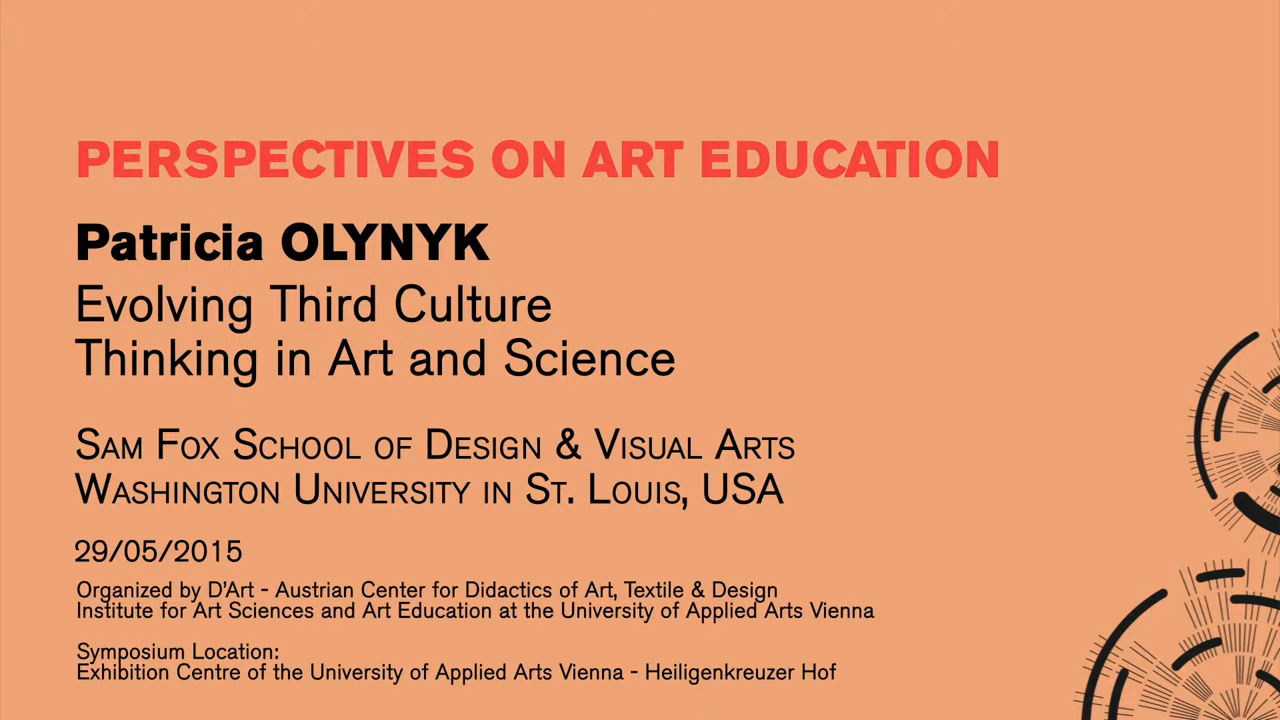 PERSPECTIVES ON ART EDUCATION
Patricia OLYNYK
Evolving Third Culture
Thinking in Art and Science
SAM FOX SCHOOL OF DESIGN & VISUAL ARTS
WASHINGTON UNIVERSITY IN ST. LOUIS, USA
29/05/2015
Organized by D'Art - Austrian Center for Didactics of Art, Textile & Design
Institute for Art Sciences and Art Education at the University of Applied Arts Vienna
Symposium Location:
Exhibition Centre of the University of Applied Arts Vienna - Heiligenkreuzer Hof